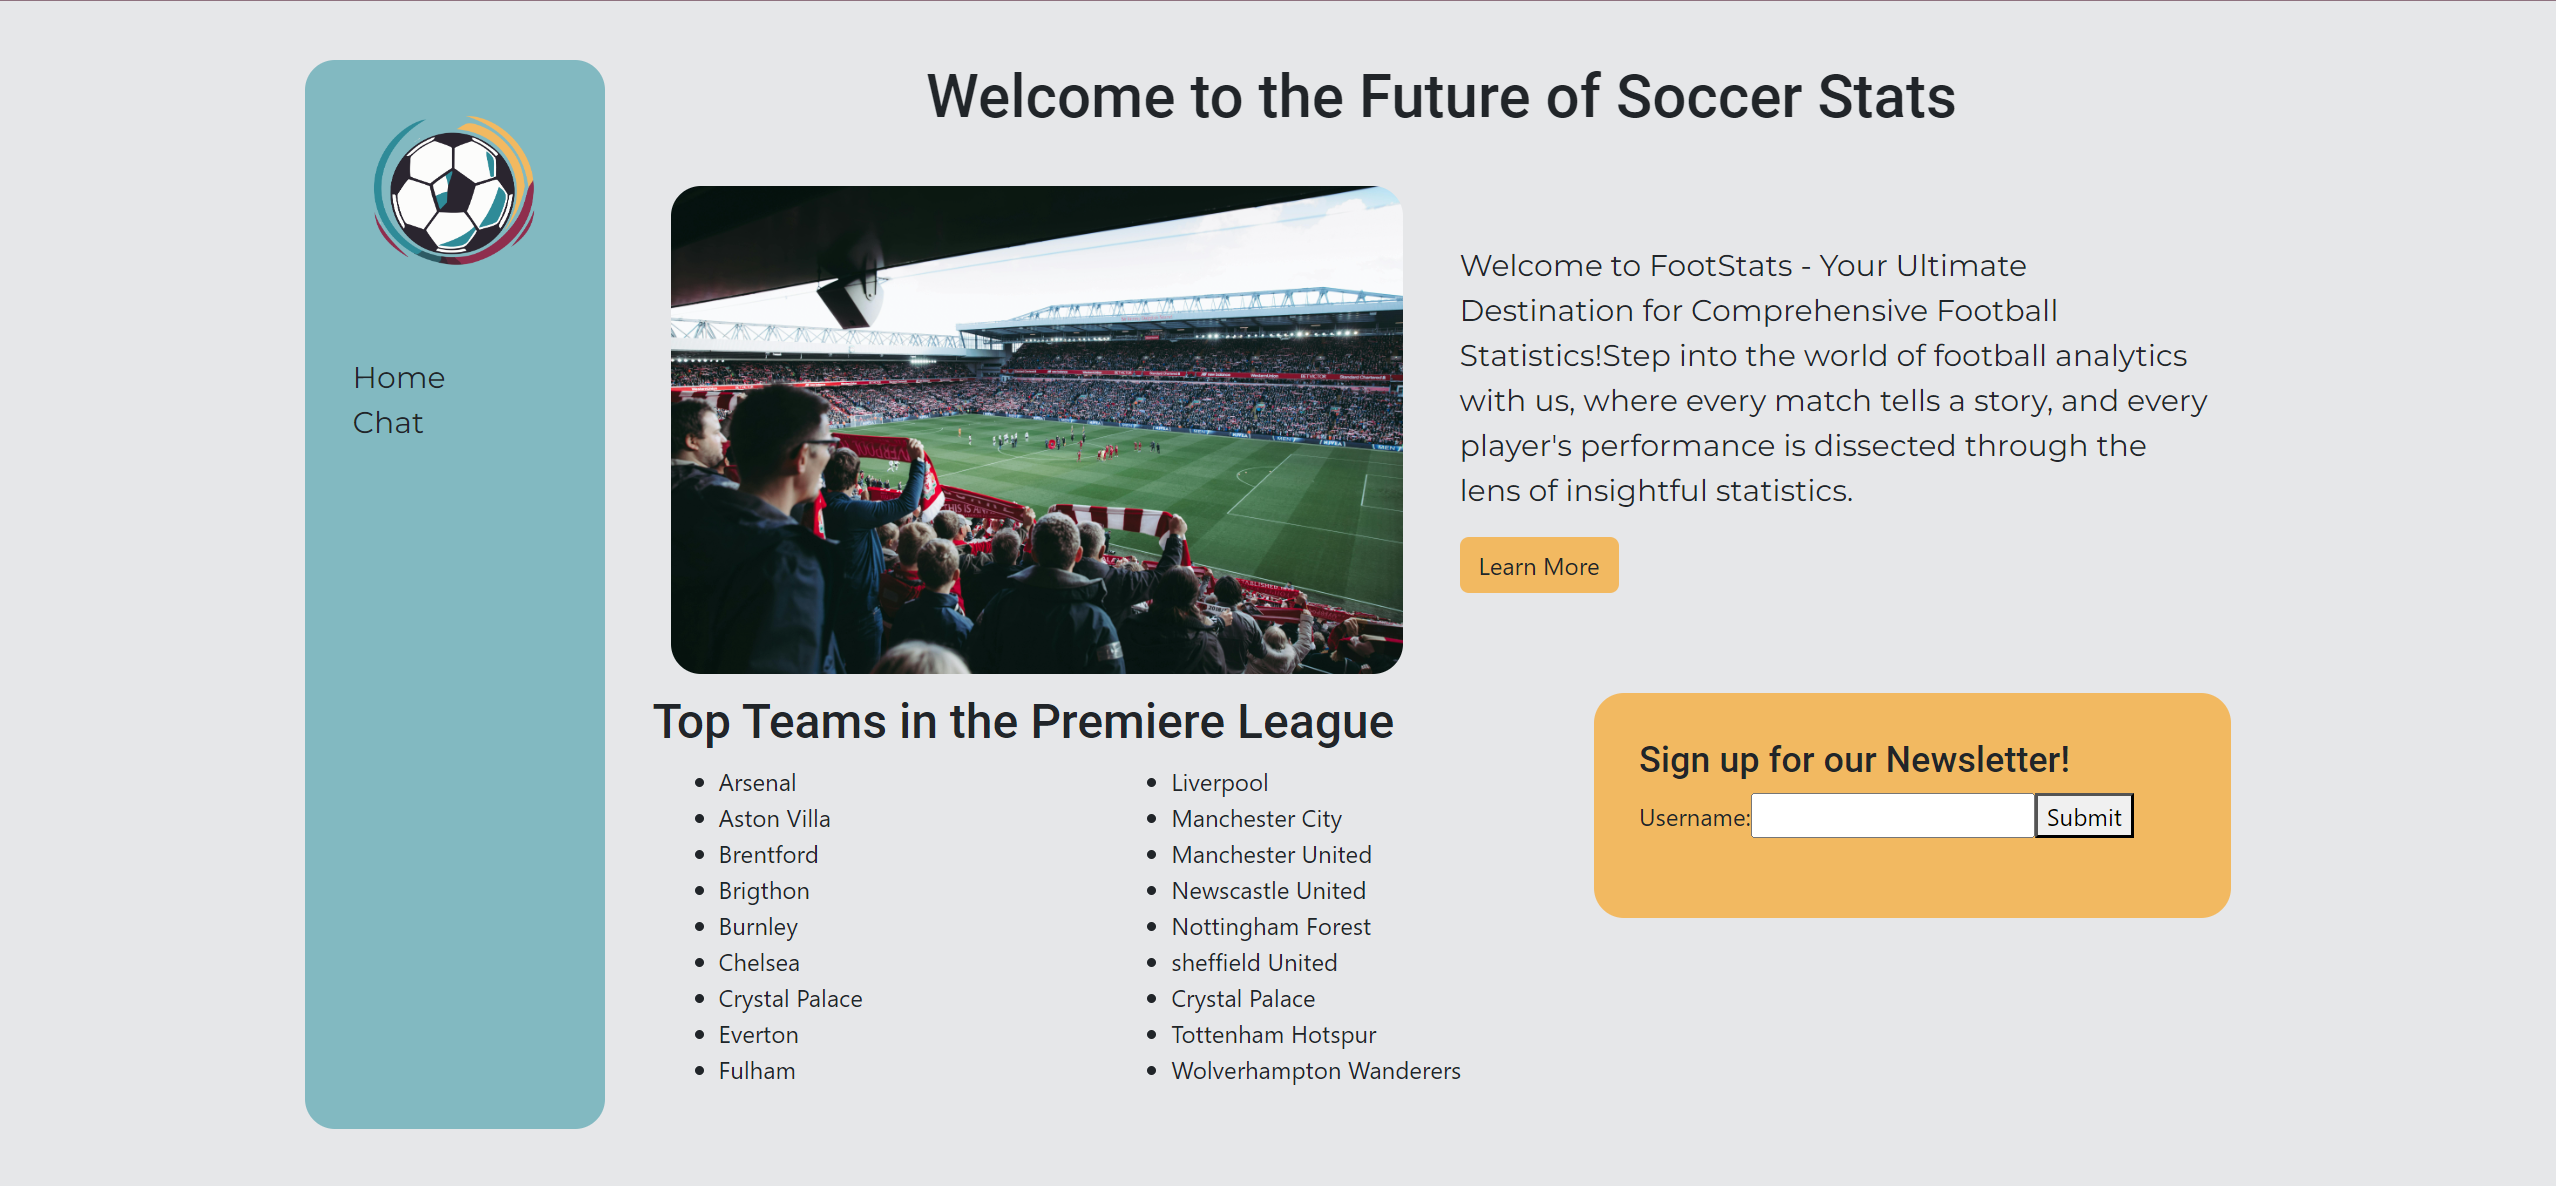 Welcome to the Future of Soccer Stats
Home
Chat
Welcome to FootStats - Your Ultimate
Destination for Comprehensive Football
Statistics!Step into the world of football analytics
with us, where every match tells a story, and every
player's performance is dissected through the
lens of insightful statistics.
Learn More
THIS IS AN
Top Teams in the Premiere League
Arsenal
Aston Villa
Brentford
Brigthon
Burnley
Chelsea
Crystal Palace
Everton
Fulham
Liverpool
Manchester City
Manchester United
Newscastle United
Nottingham Forest
sheffield United
Crystal Palace
Tottenham Hotspur
Wolverhampton Wanderers
Sign up for our Newsletter!
Username:
Submit